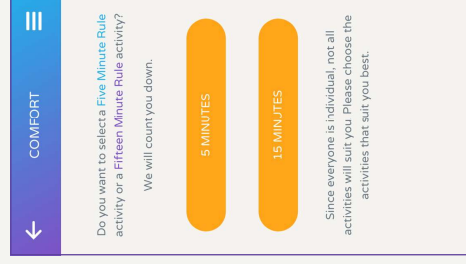 COMFORT
Do you want to select a Five Minute Rule
activity or a Fifteen Minute Rule activity?
We will count you down.
5 MINUTES
15 MINUTES
Since everyone is individual, not all
activities will suit you Please choose the
activities that suit you best.